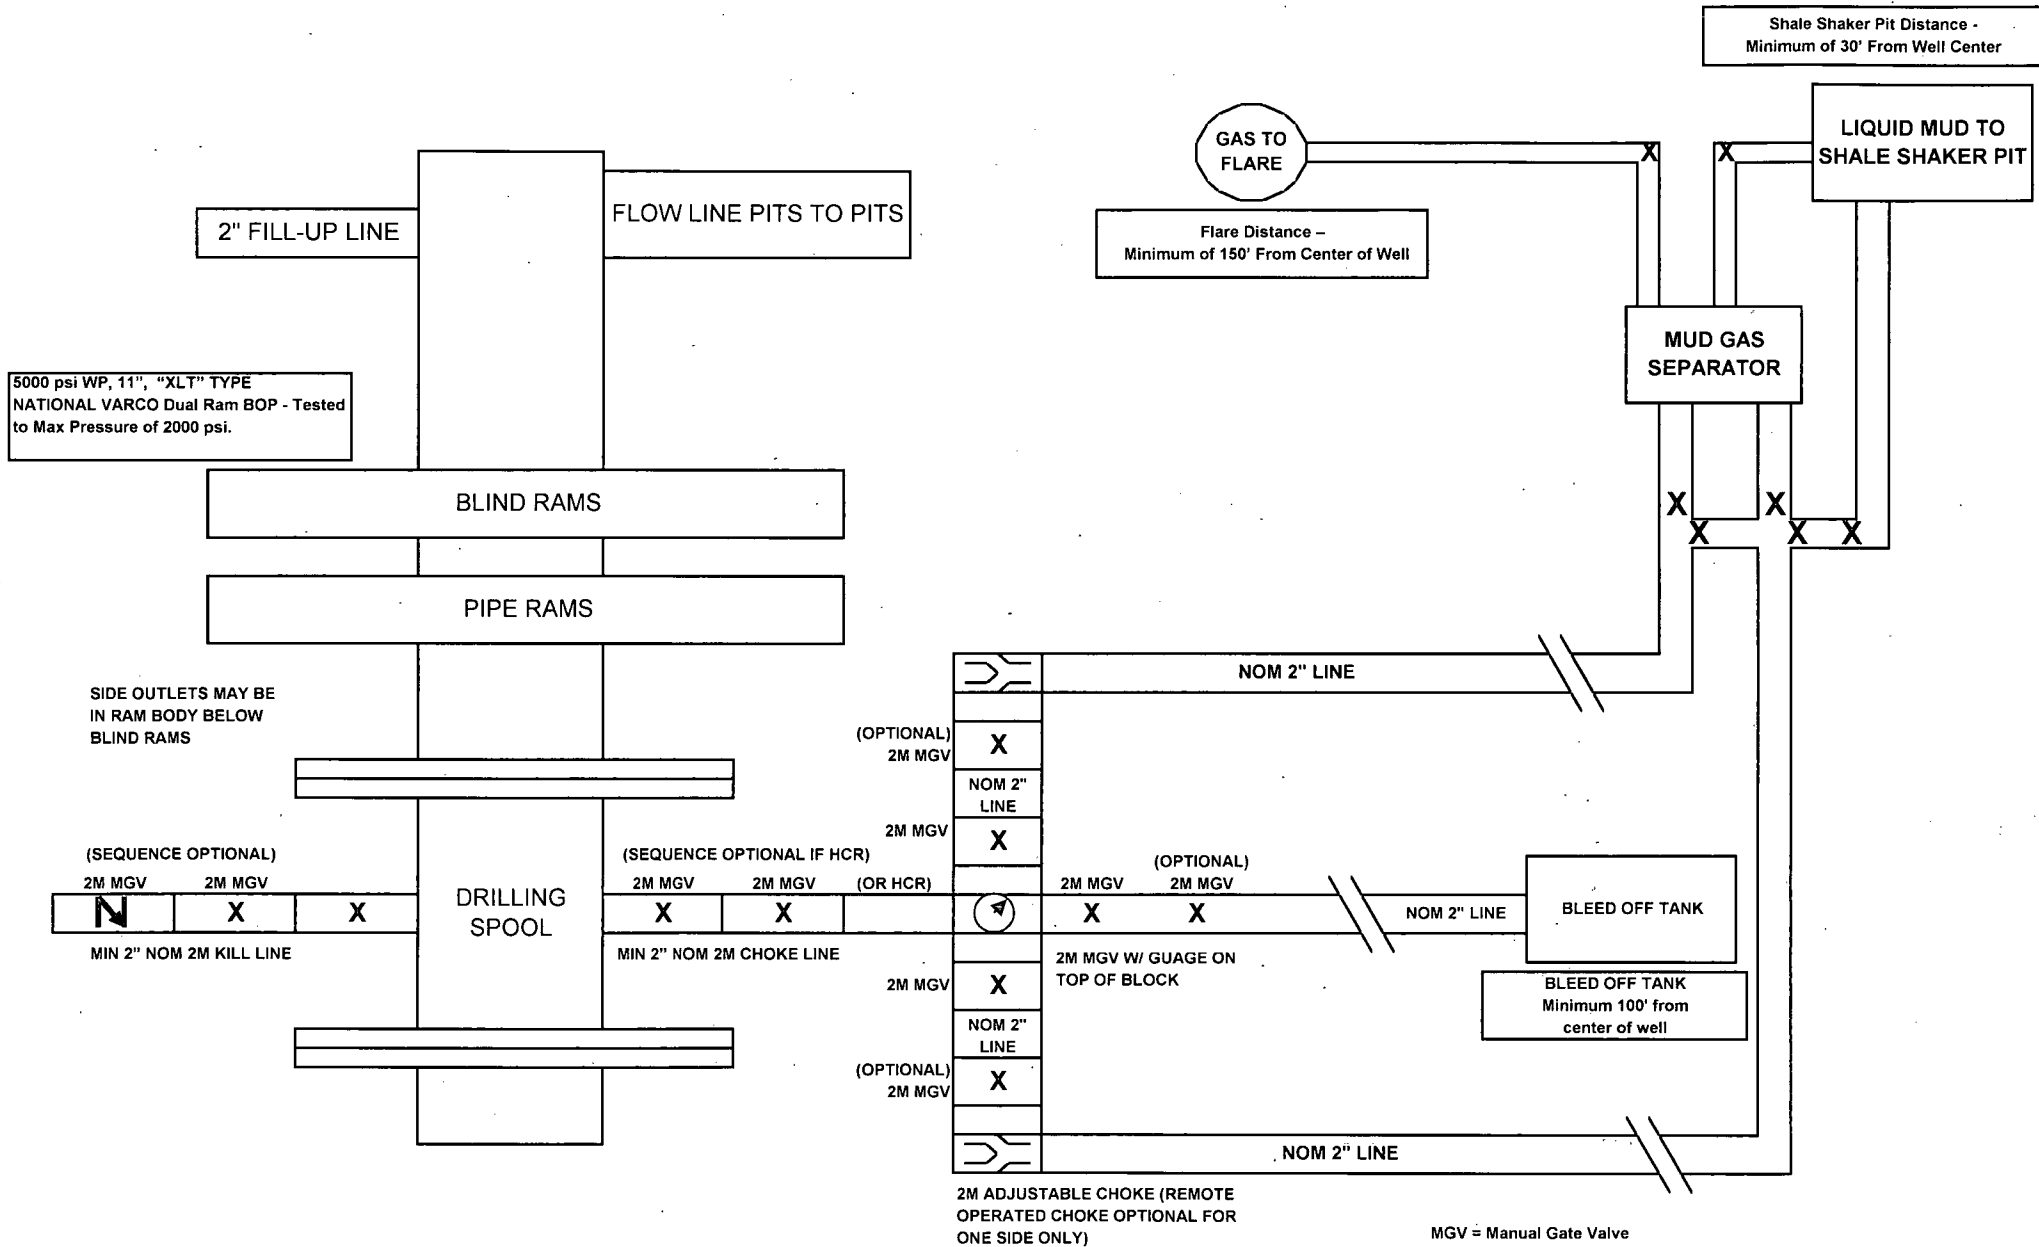 Shale Shaker Pit Distance -
Minimum of 30' From Well Center
LIQUID MUD TO
SHALE SHAKER PIT
GAS TO
FLARE
X
X
Flare Distance –
Minimum of 150' From Center of Well
2" FILL-UP LINE
FLOW LINE PITS TO PITS
MUD GAS
SEPARATOR
5000 psi WP, 11", "XLT" TYPE
NATIONAL VARCO Dual Ram BOP - Tested
to Max Pressure of 2000 psi.
BLIND RAMS
X
X
X
X
X
PIPE RAMS
SIDE OUTLETS MAY BE
IN RAM BODY BELOW
BLIND RAMS
NOM 2" LINE
(OPTIONAL)
2M MGV
X
NOM 2"
LINE
2M MGV
X
(SEQUENCE OPTIONAL)
2M MGV
2M MGV
N
X
X
MIN 2" NOM 2M KILL LINE
DRILLING
SPOOL
(SEQUENCE OPTIONAL IF HCR)
2M MGV
2M MGV
(OR HCR)
X
X
MIN 2" NOM 2M CHOKE LINE
2M MGV
(OPTIONAL)
2M MGV
X
X
NOM 2" LINE
BLEED OFF TANK
2M MGV W/ GUAGE ON
TOP OF BLOCK
BLEED OFF TANK
Minimum 100' from
center of well
2M MGV
X
NOM 2"
LINE
(OPTIONAL)
2M MGV
X
NOM 2" LINE
2M ADJUSTABLE CHOKE (REMOTE
OPERATED CHOKE OPTIONAL FOR
ONE SIDE ONLY)
MGV = Manual Gate Valve